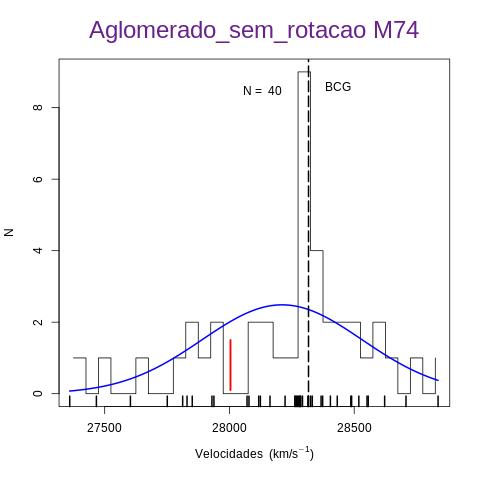 Aglomerado_sem_rotacao M74
N = 40
BCG
N
8
6
4
2
0
27500
28000
28500
Velocidades (km/s⁻¹)